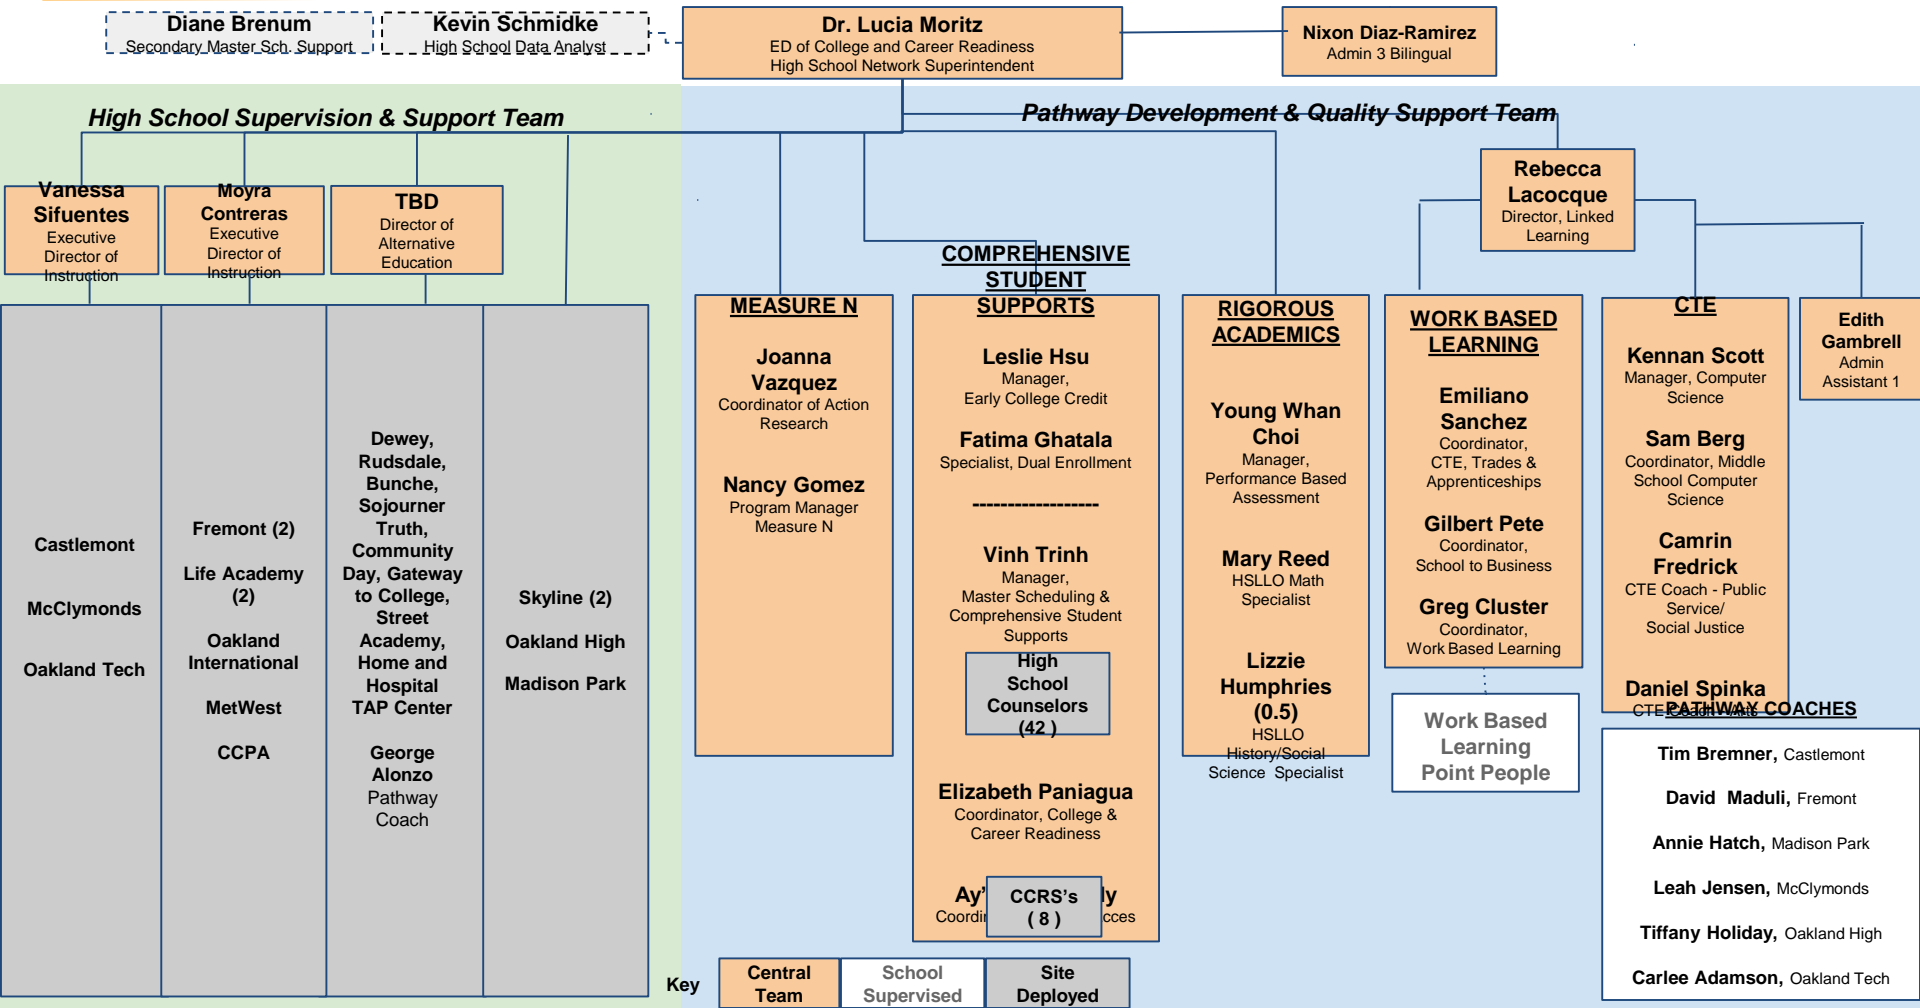 Diane Brenum
Secondary Master Sch. Support
Kevin Schmidke
High School Data Analyst
Dr. Lucia Moritz
ED of College and Career Readiness
High School Network Superintendent
Nixon Diaz-Ramirez
Admin 3 Bilingual
High School Supervision & Support Team
Pathway Development & Quality Support Team
Vanessa
Sifuentes
Executive
Director of
Instruction
Moyra
Contreras
Executive
Director of
Instruction
TBD
Director of
Alternative
Education
Rebecca
Lacocque
Director, Linked
Learning
Castlemont
McClymonds
Oakland Tech
Fremont (2)
Life Academy
(2)
Oakland
International
MetWest
CCPA
Dewey,
Rudsdale,
Bunche,
Sojourner
Truth,
Community
Day, Gateway
to College,
Street
Academy,
Home and
Hospital
TAP Center
George
Alonzo
Pathway
Coach
Skyline (2)
Oakland High
Madison Park
MEASURE N
Joanna
Vazquez
Coordinator of Action
Research
Nancy Gomez
Program Manager
Measure N
COMPREHENSIVE
STUDENT
SUPPORTS
Leslie Hsu
Manager,
Early College Credit
Fatima Ghatala
Specialist, Dual Enrollment
------------------
Vinh Trinh
Manager,
Master Scheduling &
Comprehensive Student
Supports
High
School
Counselors
(42 )
Elizabeth Paniagua
Coordinator, College &
Career Readiness
CCRS's
( 8 )
RIGOROUS
ACADEMICS
Young Whan
Choi
Manager,
Performance Based
Assessment
Mary Reed
HSLLO Math
Specialist
Lizzie
Humphries
(0.5)
HSLLO
History/Social
Science Specialist
WORK BASED
LEARNING
Emiliano
Sanchez
Coordinator,
CTE, Trades &
Apprenticeships
Gilbert Pete
Coordinator,
School to Business
Greg Cluster
Coordinator,
Work Based Learning
Work Based
Learning
Point People
CTE
Kennan Scott
Manager, Computer
Science
Sam Berg
Coordinator, Middle
School Computer
Science
Camrin
Fredrick
CTE Coach - Public
Service/
Social Justice
Daniel Spinka
CTE Coach - Arts
Edith
Gambrell
Admin
Assistant 1
PATHWAY COACHES
Tim Bremner, Castlemont
David Maduli, Fremont
Annie Hatch, Madison Park
Leah Jensen, McClymonds
Tiffany Holiday, Oakland High
Carlee Adamson, Oakland Tech
Key
Central
Team
School
Supervised
Site
Deployed